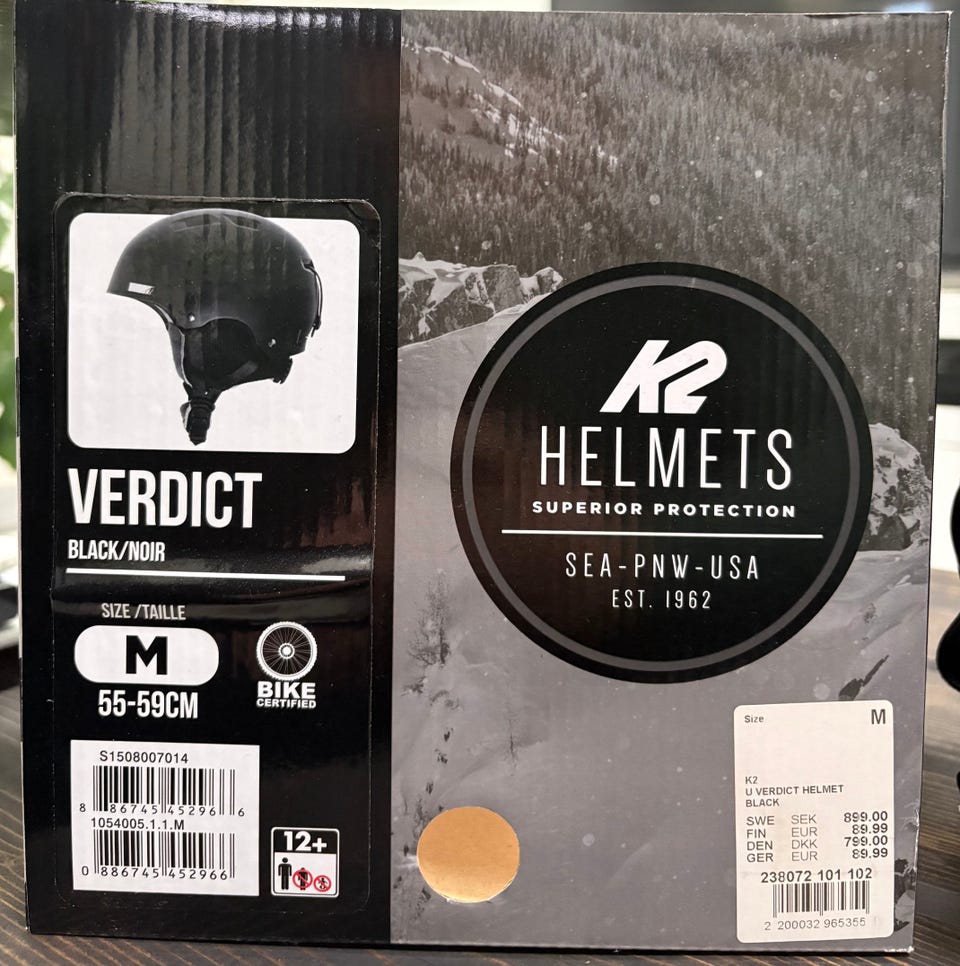 VERDICT
BLACK/NOIR
SIZE /TAILLE
M
55-59CM
BIKE
CERTIFIED
S1508007014
8 86745 45296 6
1054005.1.1.M
0 886745 452966
12+
K2
HELMETS
SUPERIOR PROTECTION
SEA-PNW-USA
EST. 1962
Size M
K2
U VERDICT HELMET
BLACK
SWE SEK 899.00
FIN EUR 89.99
DEN DKK 799.00
GER EUR 89.99
238072 101 102
2 200032 965355